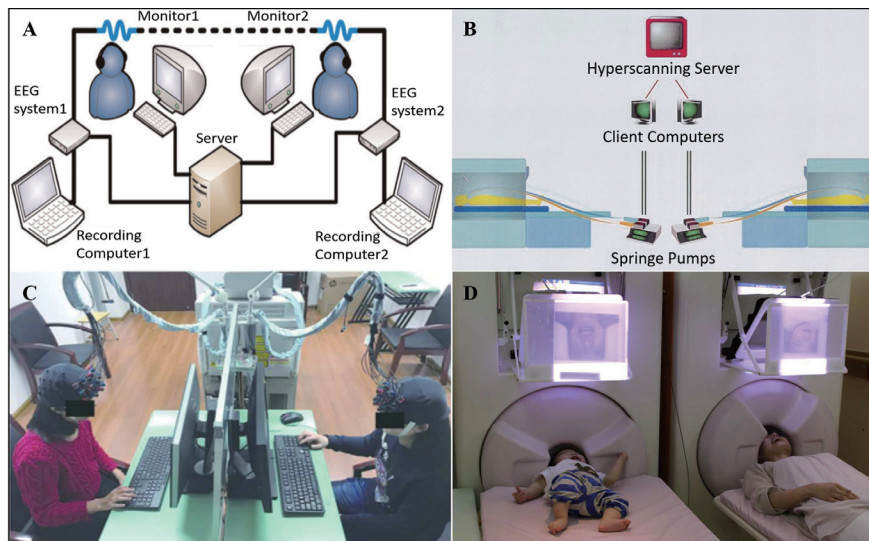 A
Monitor1
Monitor2
EEG
system1
EEG
system2
Server
Recording
Computer1
Recording
Computer2
B
Hyperscanning Server
Client Computers
Springe Pumps
C
D